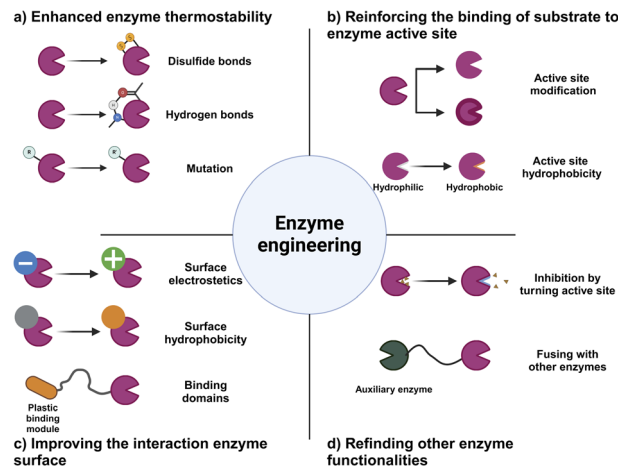 a) Enhanced enzyme thermostability
Disulfide bonds
Hydrogen bonds
R
R'
Mutation
b) Reinforcing the binding of substrate to
enzyme active site
Active site
modification
Active site
hydrophobicity
Hydrophilic
Hydrophobic
Enzyme
engineering
Surface
electrostetics
Surface
hydrophobicity
Binding
domains
Plastic
binding
module
c) Improving the interaction enzyme
surface
Inhibition by
turning active site
Fusing with
other enzymes
Auxiliary enzyme
d) Refinding other enzyme
functionalities